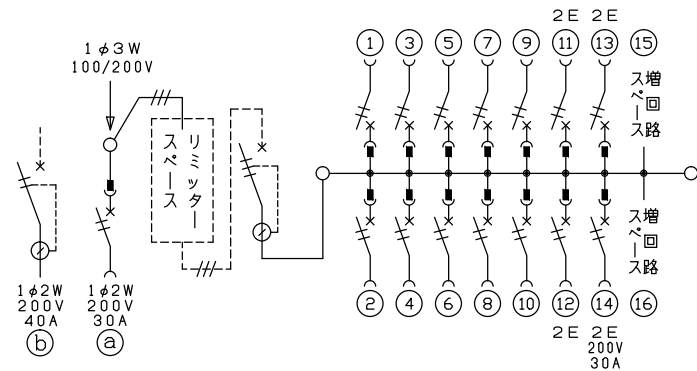 2E 2E
1 3 5 7 9 11 13 15
増回路
スペース
1φ3W
100/200V
リミッター
スペース
1φ2W
200V
40A
b
1φ2W
200V
30A
a
増回路
スペース
2 4 6 8 10 12 14 16
2E 2E
200V
30A